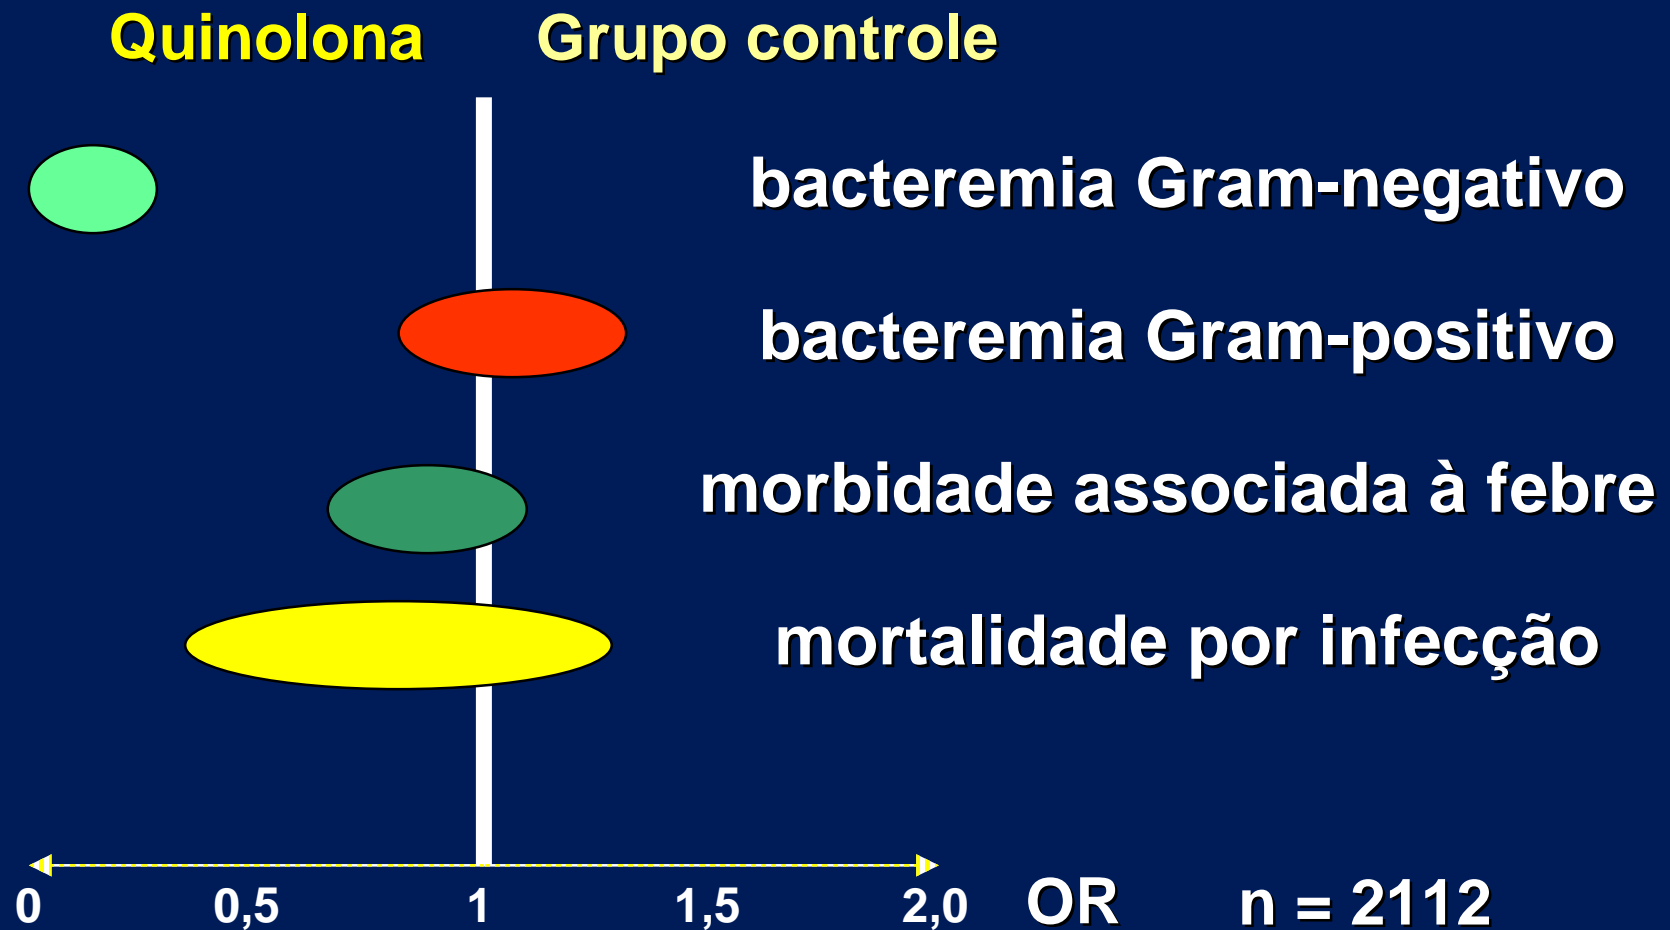 Quinolona Grupo controle
bacteremia Gram-negativo
bacteremia Gram-positivo
morbidade associada à febre
mortalidade por infecção
0 0,5 1 1,5 2,0 OR n = 2112